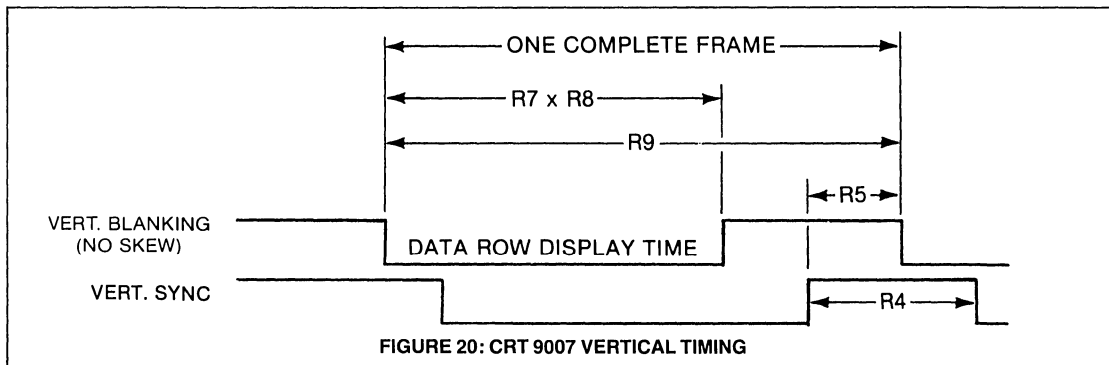 ONE COMPLETE FRAME
R7 x R8
R9
R5
VERT. BLANKING
(NO SKEW)
DATA ROW DISPLAY TIME
VERT. SYNC
R4
FIGURE 20: CRT 9007 VERTICAL TIMING